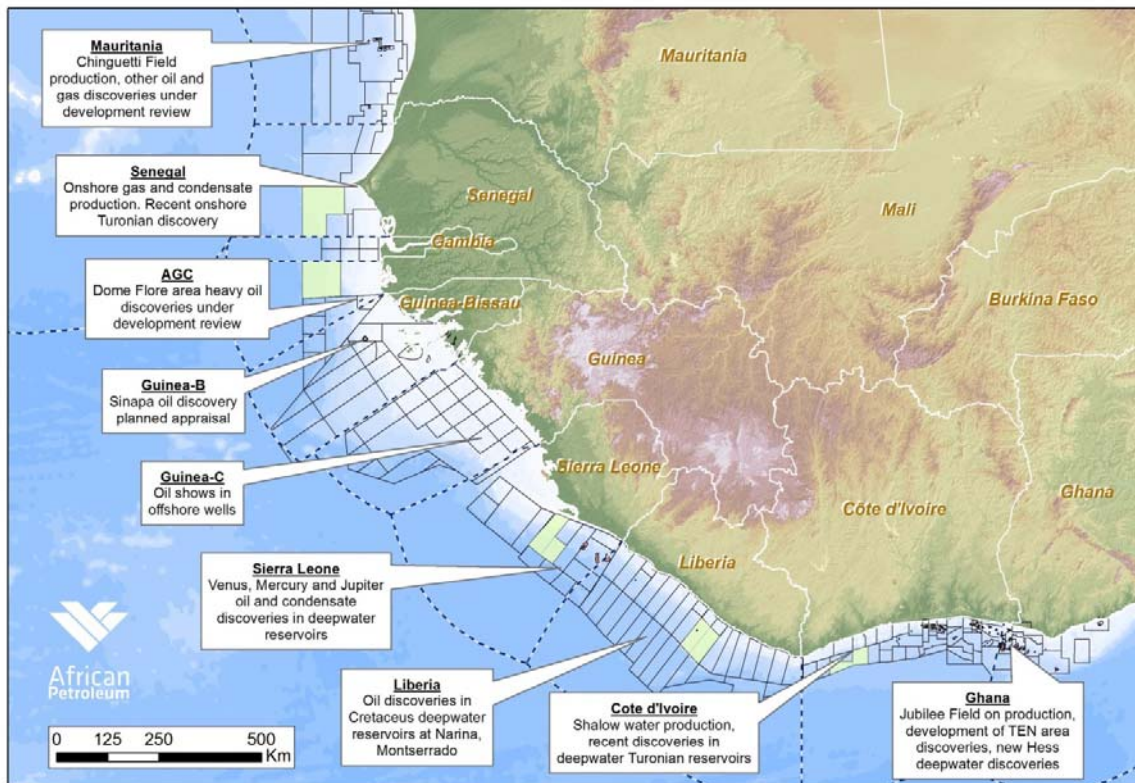 Mauritania
Chinguetti Field
production, other oil and
gas discoveries under
development review
Senegal
Onshore gas and condensate
production. Recent onshore
Turonian discovery
AGC
Dome Flore area heavy oil
discoveries under
development review
Guinea-B
Sinapa oil discovery
planned appraisal
Guinea-C
Oil shows in
offshore wells
Sierra Leone
Venus, Mercury and Jupiter
oil and condensate
discoveries in deepwater
reservoirs
Liberia
Oil discoveries in
Cretaceus deepwater
reservoirs at Narina,
Montserrado
Cote d'Ivoire
Shalow water production,
recent discoveries in
deepwater Turonian reservoirs
Ghana
Jubilee Field on production,
development of TEN area
discoveries, new Hess
deepwater discoveries
Mauritania
Senegal
Mali
Gambia
Guinea-Bissau
Burkina Faso
Guinea
Sierra Leone
Côte d'Ivoire
Ghana
Liberia
African
Petroleum
0 125 250 500
Km